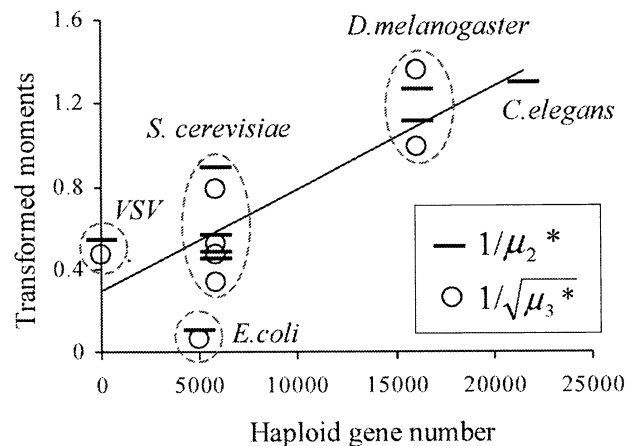 Transformed moments
1.6
1.2
0.8
0.4
0
D.melanogaster
C.elegans
S. cerevisiae
VSV
E.coli
1/μ₂*
1/√μ₃*
0 5000 10000 15000 20000 25000
Haploid gene number